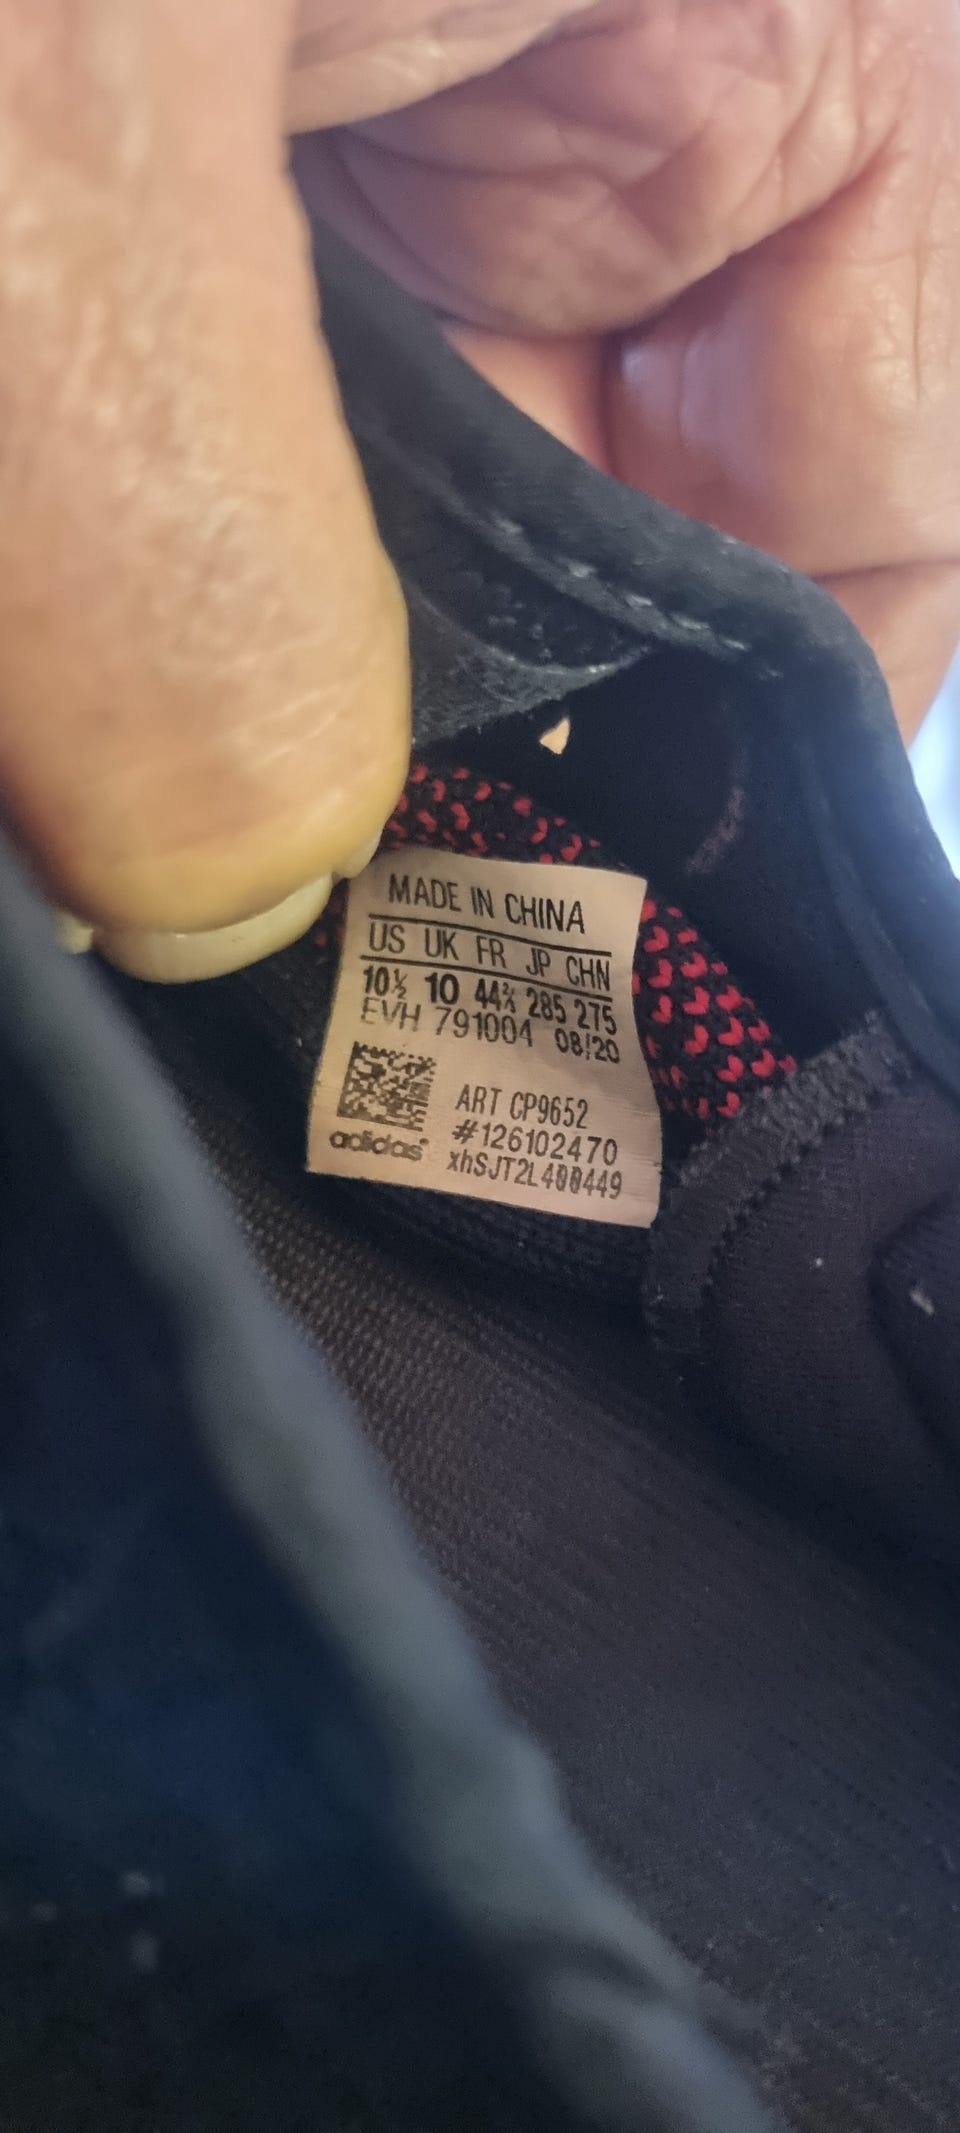 MADE IN CHINA
US UK FR JP CHN
10½ 10 44⅔ 285 275
EVH 791004 08/20
ART CP9652
#126102470
adidas